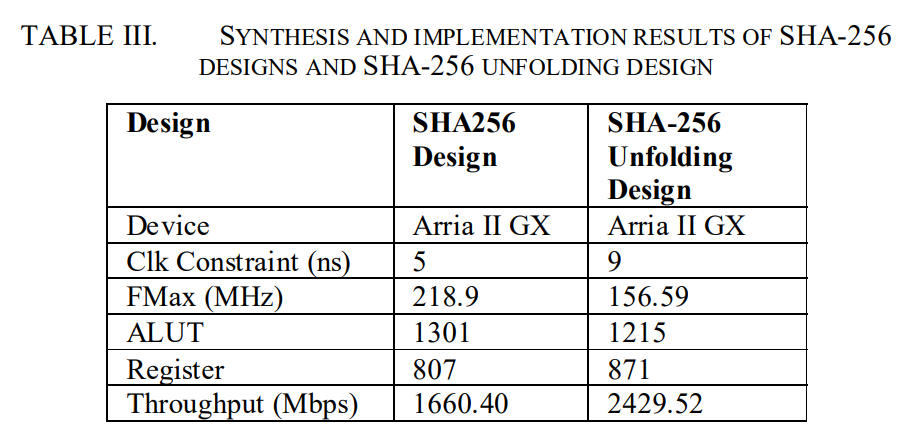 TABLE III. SYNTHESIS AND IMPLEMENTATION RESULTS OF SHA-256
DESIGNS AND SHA-256 UNFOLDING DESIGN
Design SHA256 Design SHA-256 Unfolding Design
Device Arria II GX Arria II GX
Clk Constraint (ns) 5 9
FMax (MHz) 218.9 156.59
ALUT 1301 1215
Register 807 871
Throughput (Mbps) 1660.40 2429.52